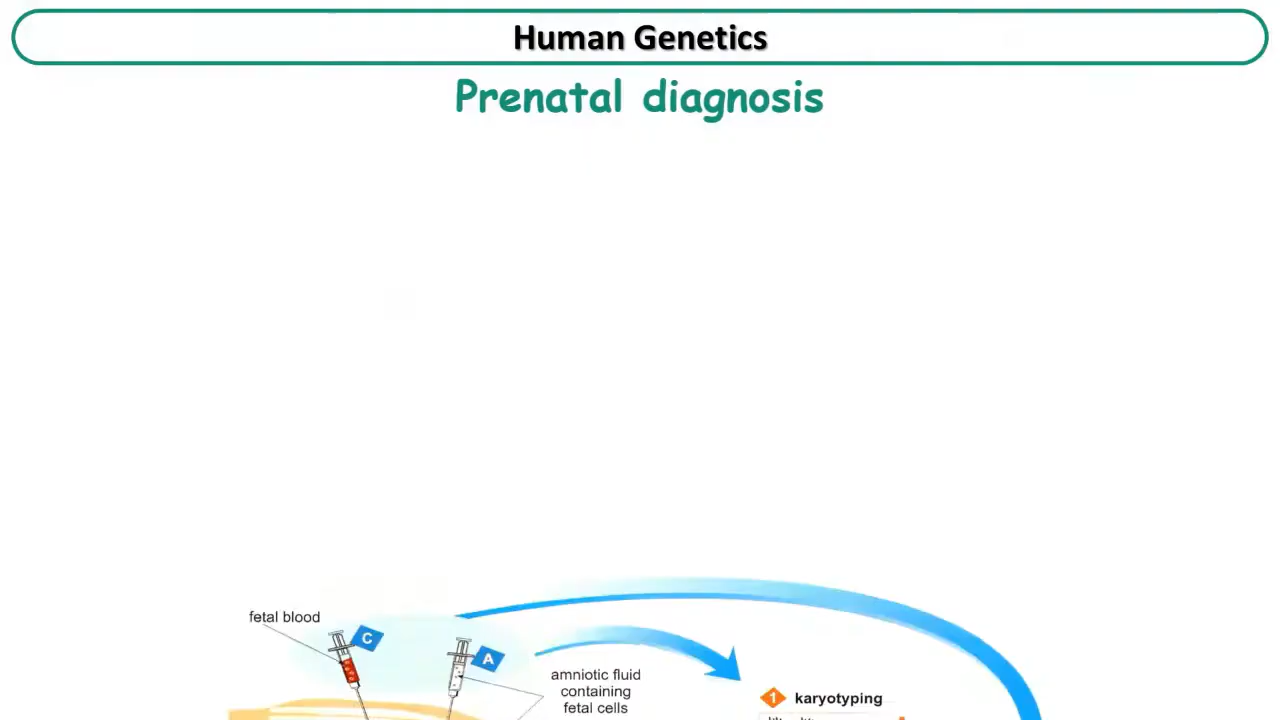 Human Genetics
Prenatal diagnosis
fetal blood
C
A
amniotic fluid
containing
fetal cells
1 karyotyping